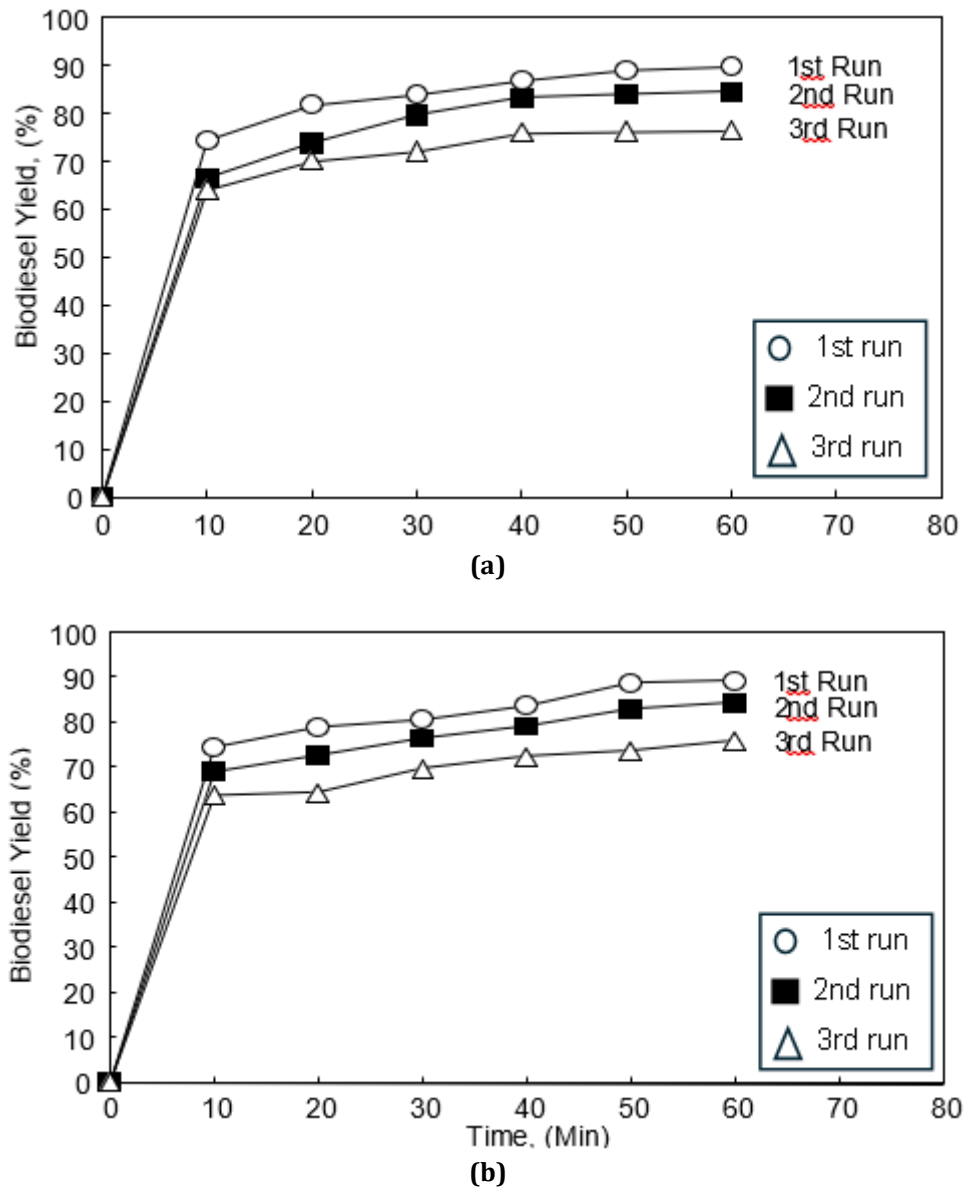 100
90
80
70
60
50
40
30
20
10
0
Biodiesel Yield, (%)
1st Run
2nd Run
3rd Run
1st run
2nd run
3rd run
0 10 20 30 40 50 60 70 80
(a)
100
90
80
70
60
50
40
30
20
10
0
Biodiesel Yield (%)
1st Run
2nd Run
3rd Run
1st run
2nd run
3rd run
0 10 20 30 40 50 60 70 80
Time, (Min)
(b)